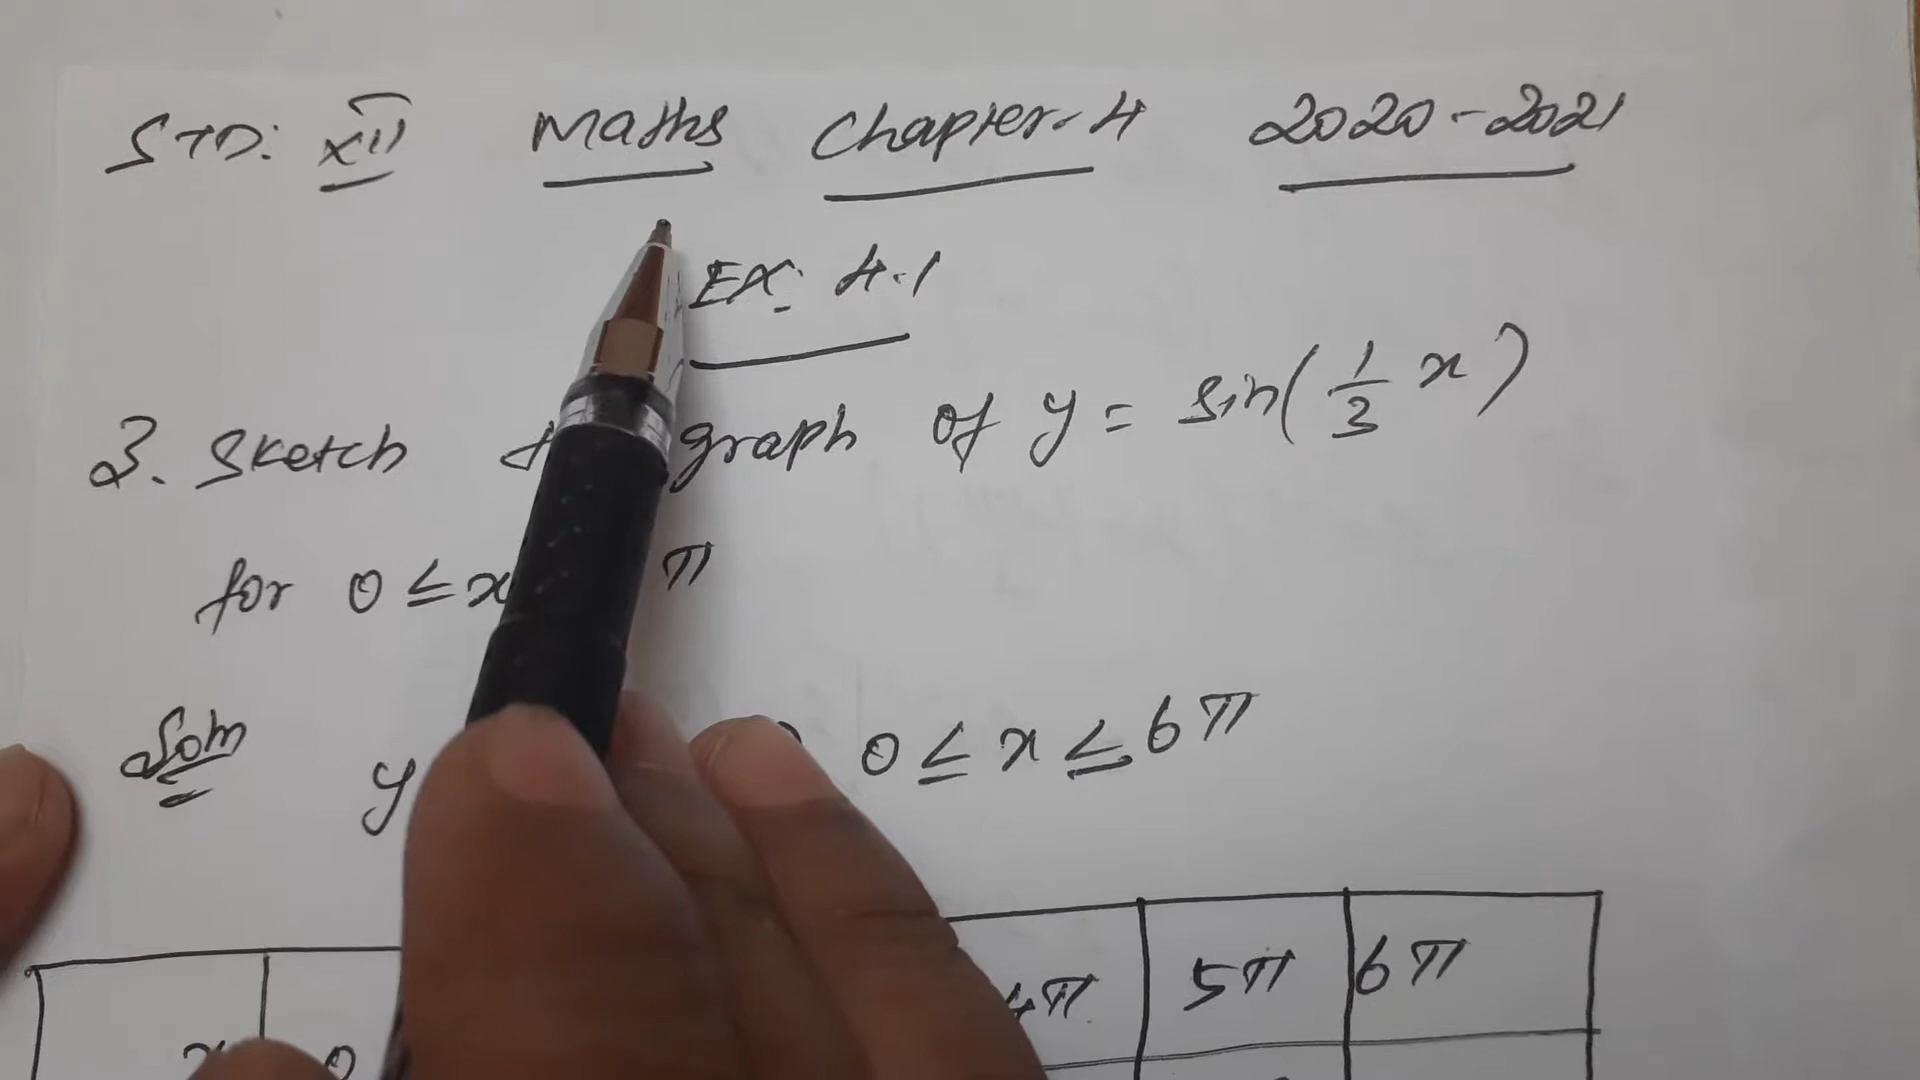 STD: XII Maths Chapter-4 2020-2021
EX: 4.1
3. Sketch graph of y = sin(1/3 x)
for 0 ≤ x π
Soln y 0 ≤ x ≤ 6π
4π 5π 6π
x 0